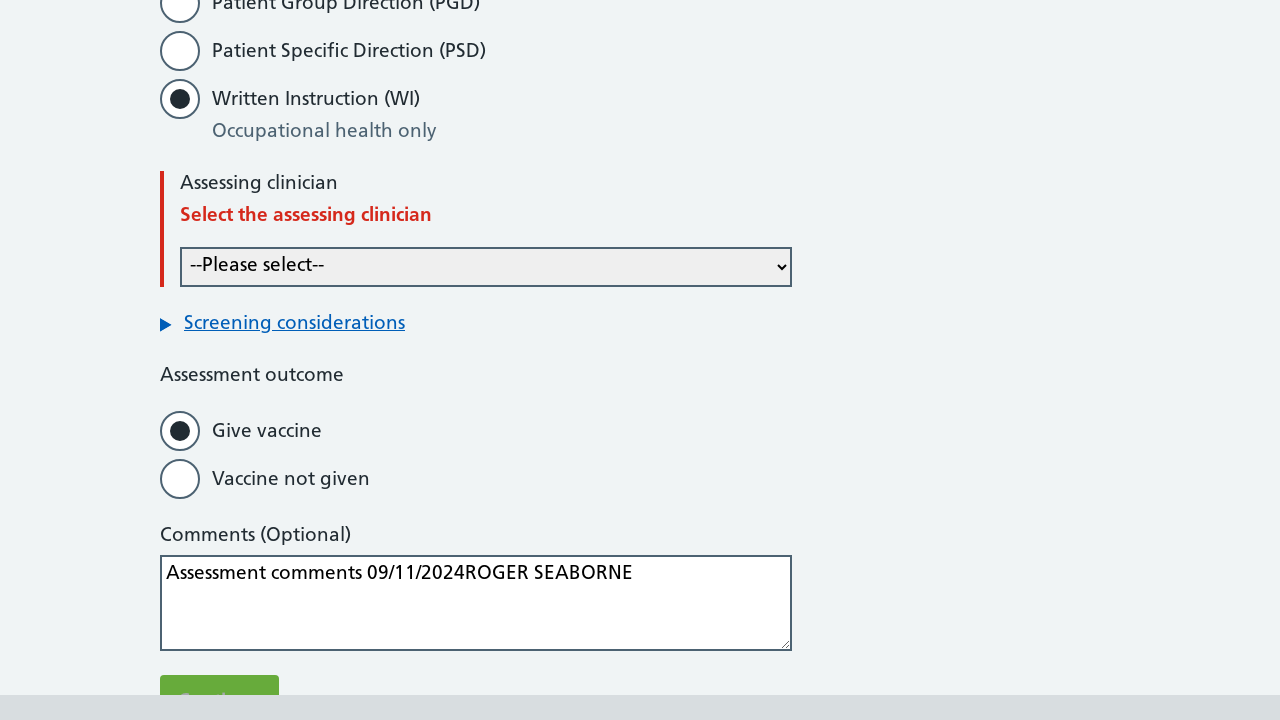 Patient Group Direction (PGD)
Patient Specific Direction (PSD)
Written Instruction (WI)
Occupational health only
Assessing clinician
Select the assessing clinician
--Please select--
Screening considerations
Assessment outcome
Give vaccine
Vaccine not given
Comments (Optional)
Assessment comments 09/11/2024ROGER SEABORNE